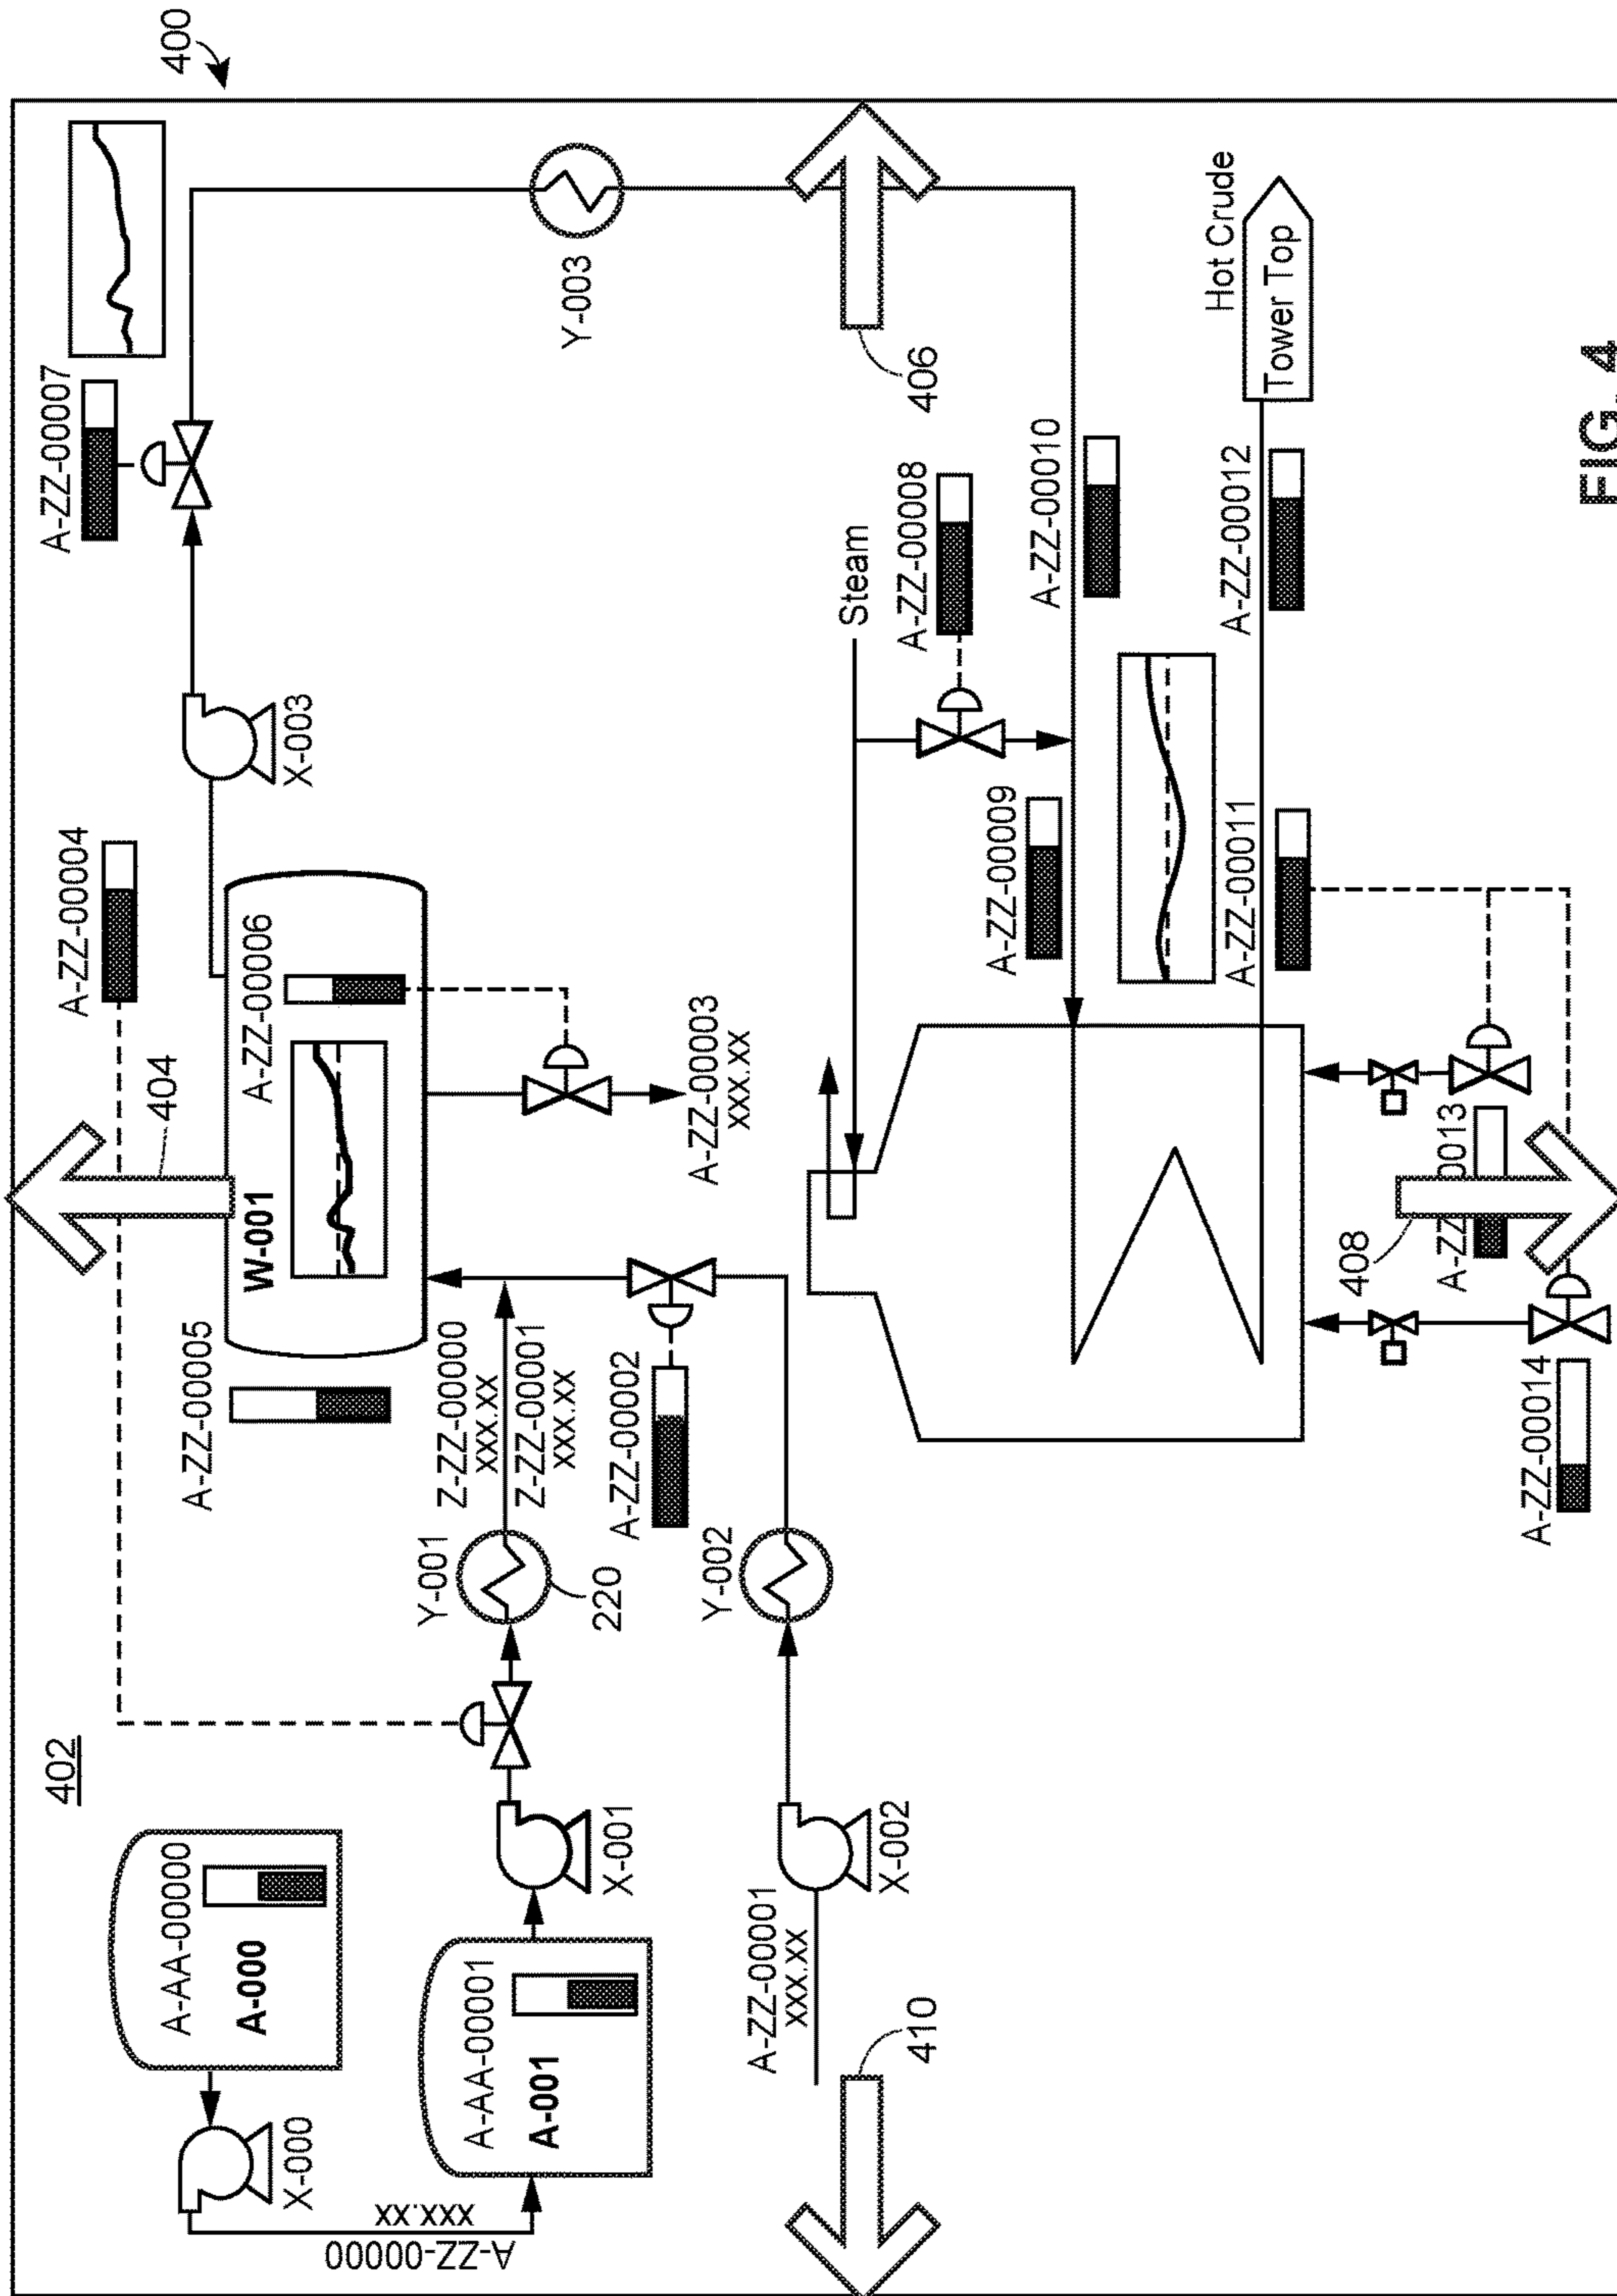 400
402
A-ZZ-00007
A-ZZ-00004
404
A-AA-00000
A-000
A-ZZ-00005
W-001
A-ZZ-00006
X-000
X-003
A-ZZ-00000
xxx.xx
A-AA-00001
A-001
Y-001
Z-ZZ-00000
xxx.xx
Z-ZZ-00001
xxx.xx
220
X-001
A-ZZ-00002
Y-003
A-ZZ-00003
xxx.xx
Y-002
A-ZZ-00001
xxx.xx
X-002
Steam
A-ZZ-00008
406
410
A-ZZ-00009
A-ZZ-00010
A-ZZ-00011
A-ZZ-00012
Hot Crude
Tower Top
408
A-ZZ 0013
A-ZZ-00014
FIG. 4